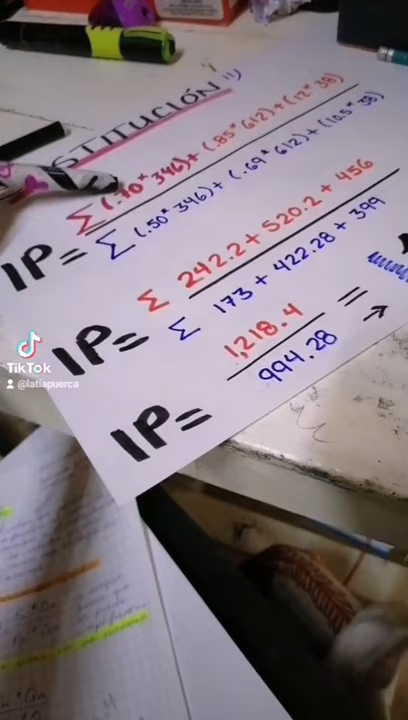 STITUCIÓN
Σ (.70*346)+(.85*612)+(12*38)
IP= Σ (.50*346)+(.69*612)+(10.5*38)
Σ 242.2+520.2+456
IP= Σ 173+422.28+399
1,218.4 =
IP= 994.28 →
TikTok
@latiapuerca